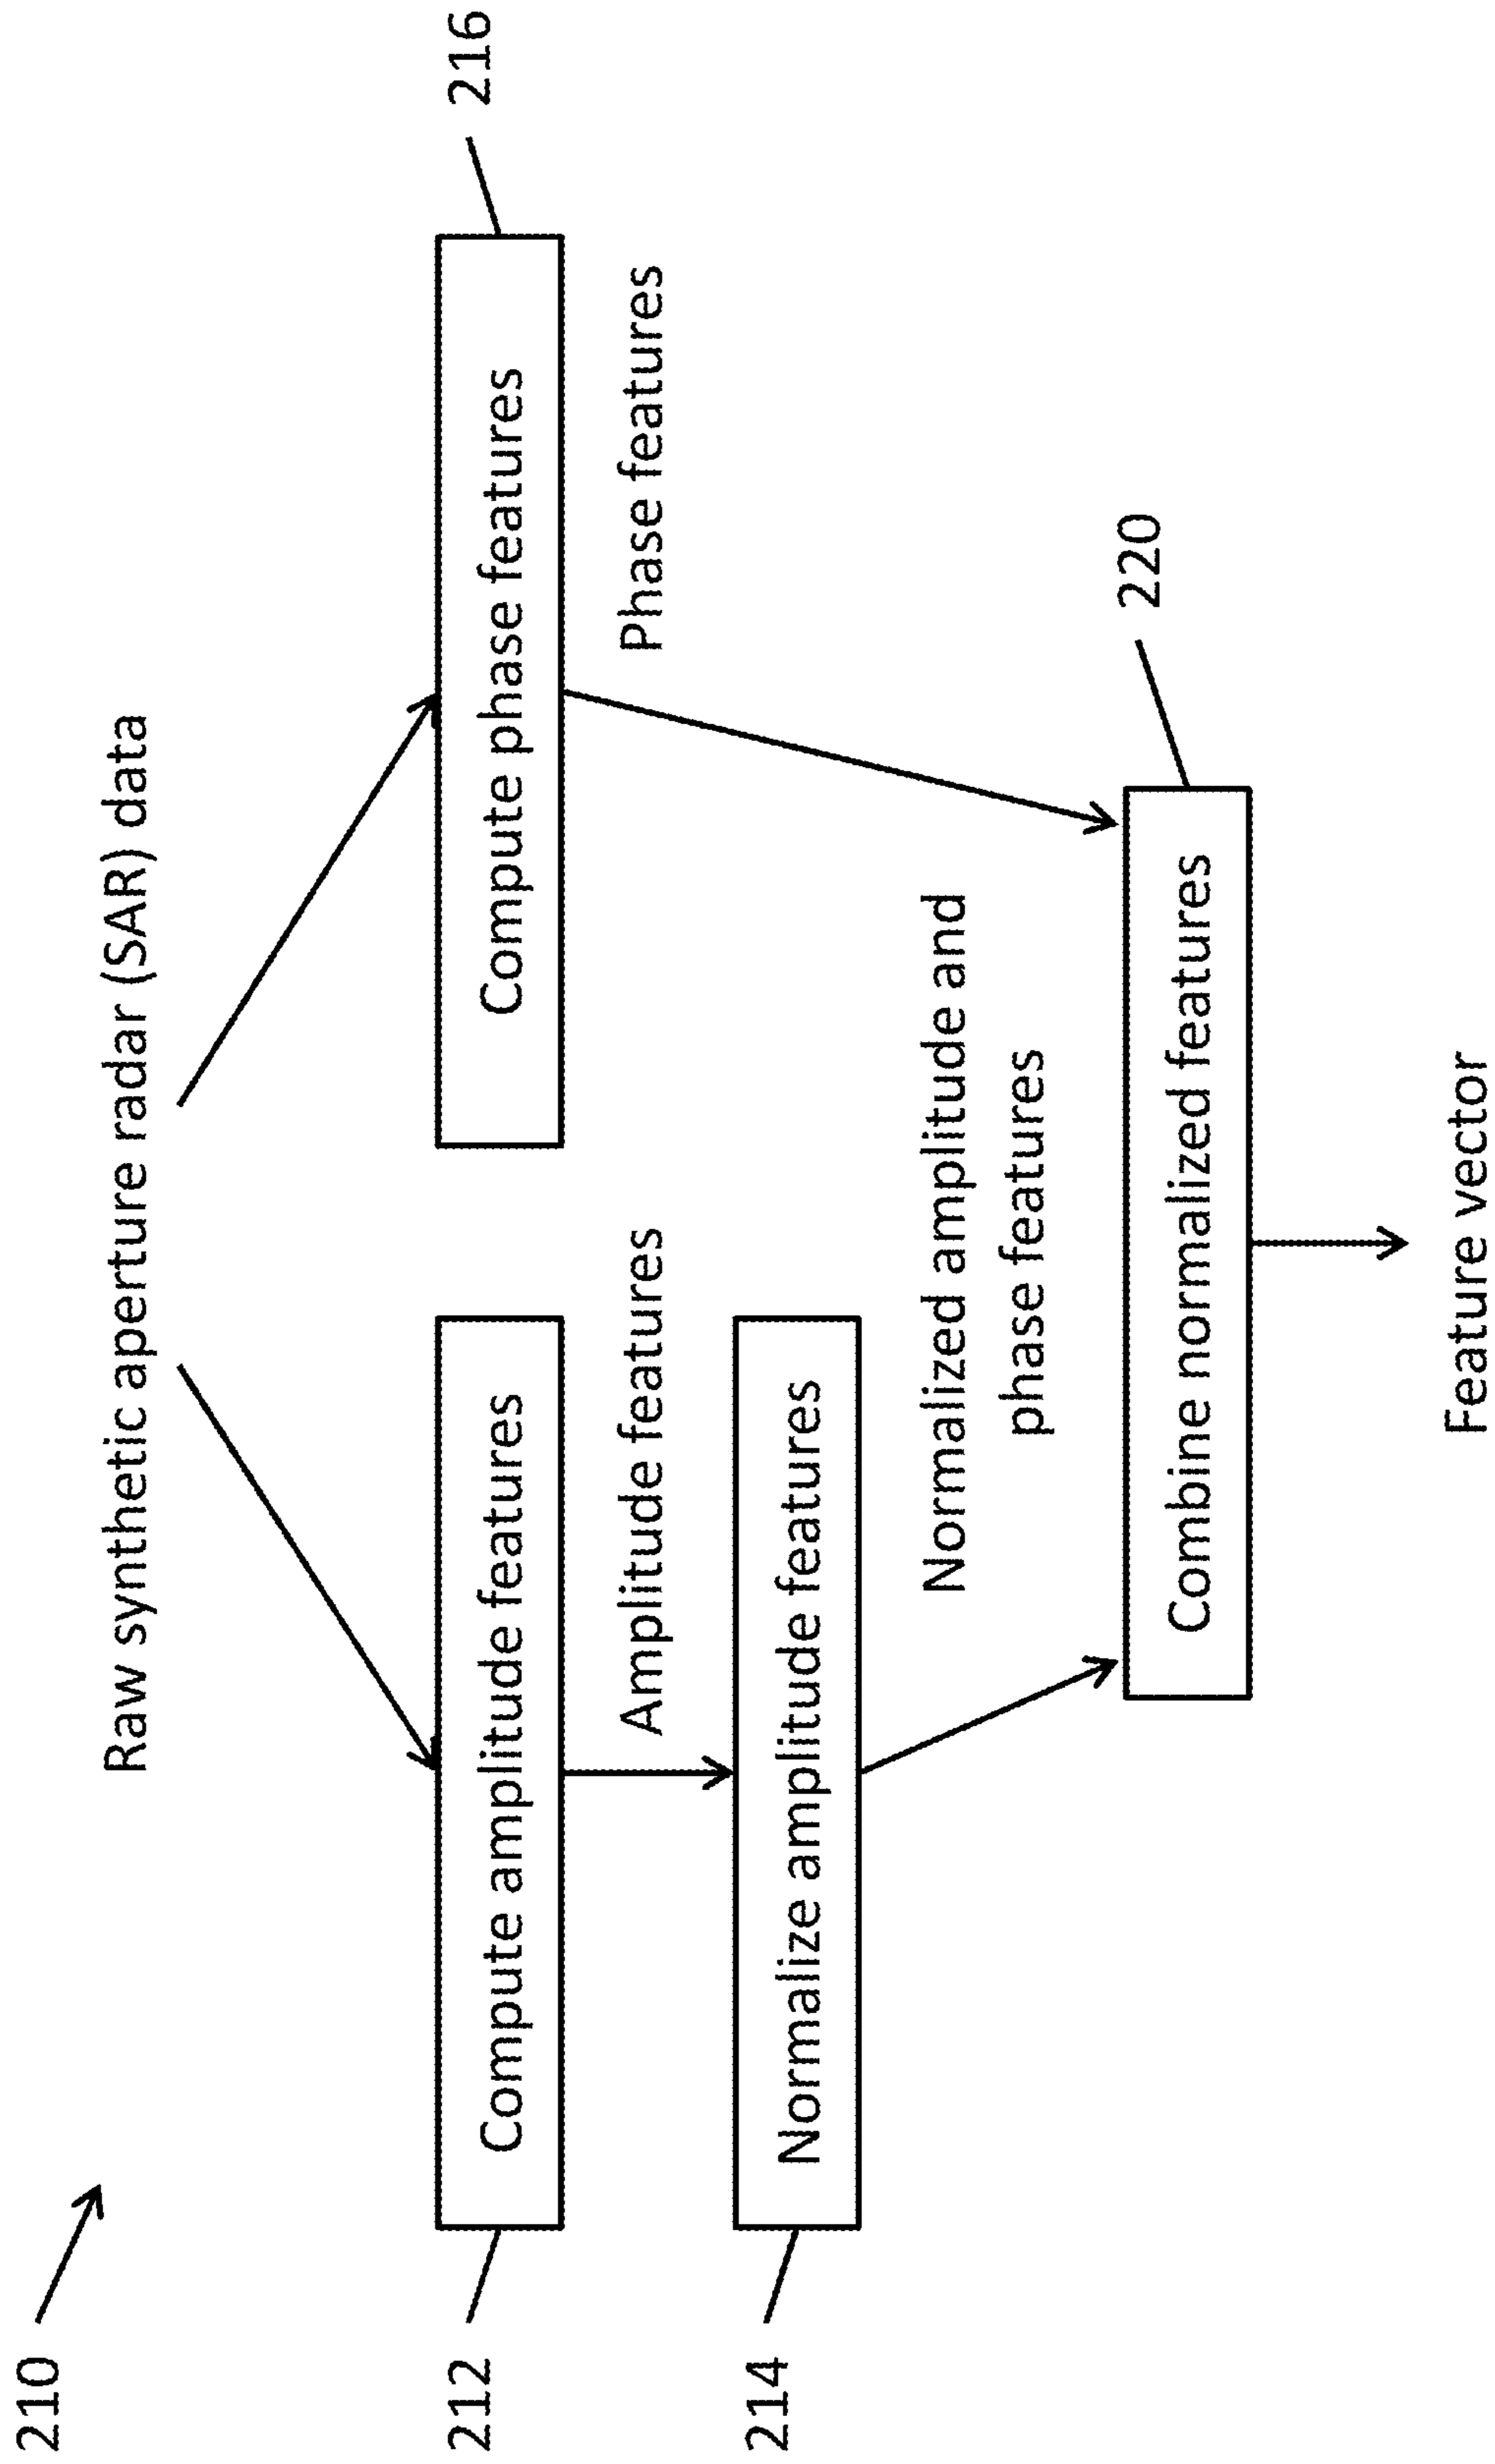 210
Raw synthetic aperture radar (SAR) data
212
Compute amplitude features
Compute phase features
216
Amplitude features
Phase features
214
Normalize amplitude features
Normalized amplitude and
phase features
Combine normalized features
220
Feature vector